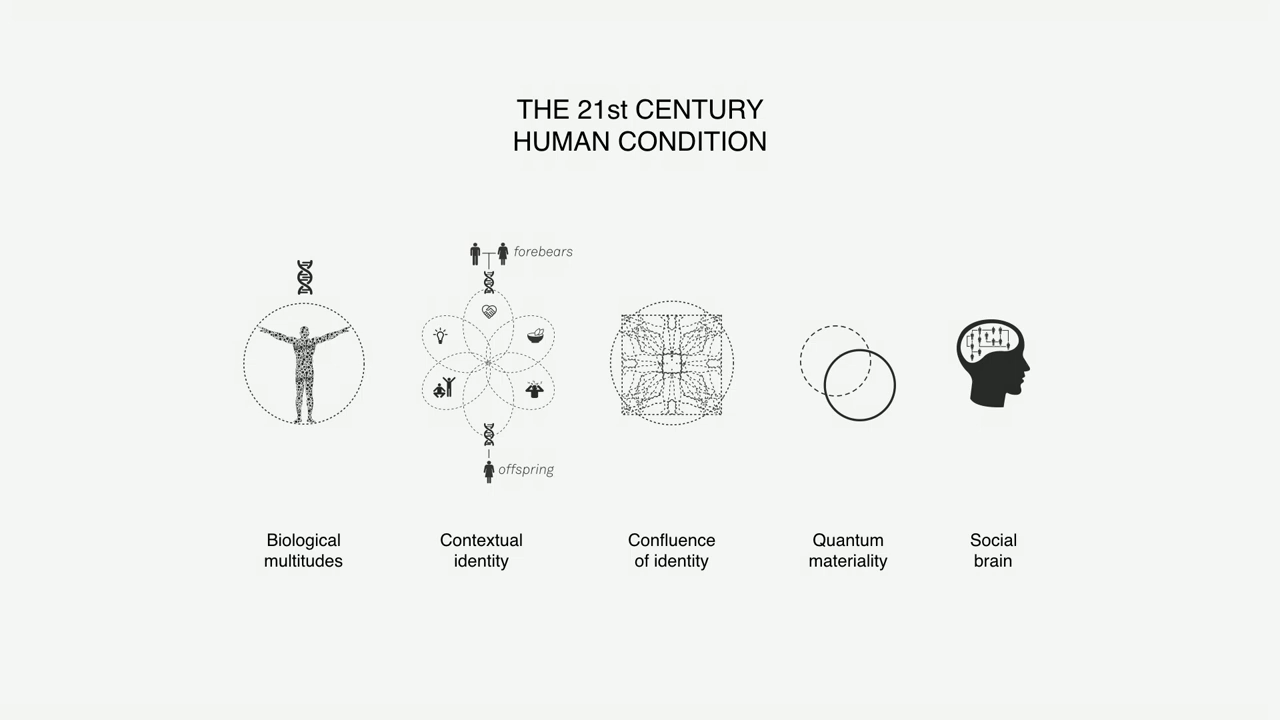 THE 21st CENTURY
HUMAN CONDITION
forebears
offspring
Biological
multitudes
Contextual
identity
Confluence
of identity
Quantum
materiality
Social
brain